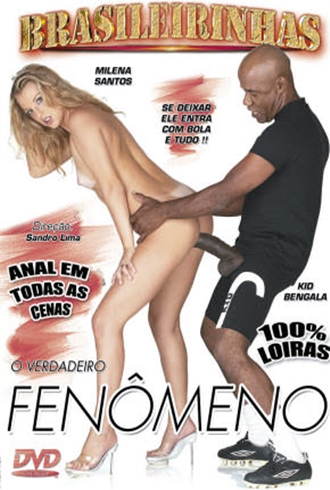 BRASILEIRINHAS
MILENA
SANTOS
SE DEIXAR
ELE ENTRA
COM BOLA
E TUDO !!
Direção:
Sandro Lima
ANAL EM
TODAS AS
CENAS
KID
BENGALA
100%
LOIRAS
O VERDADEIRO
FENÔMENO
DVD